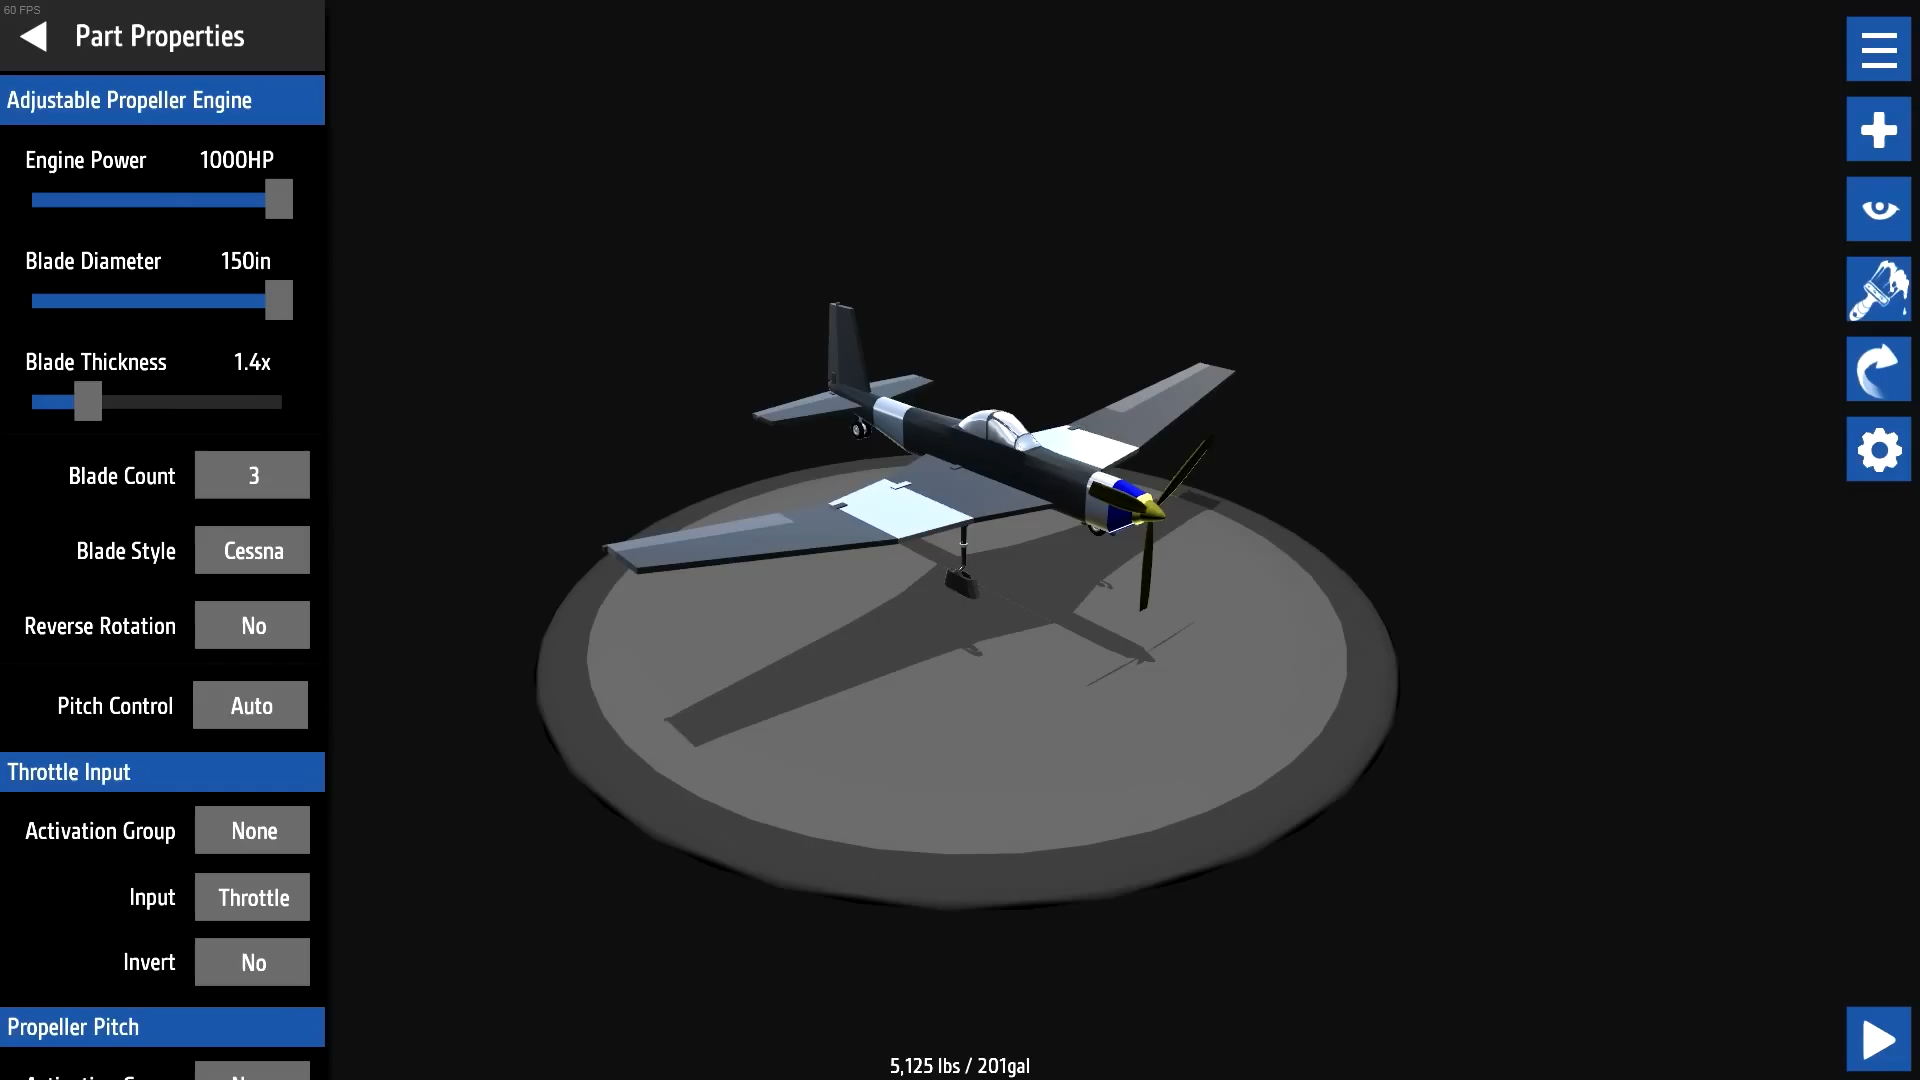 60 FPS
Part Properties
Adjustable Propeller Engine
Engine Power 1000HP
Blade Diameter 150in
Blade Thickness 1.4x
Blade Count 3
Blade Style Cessna
Reverse Rotation No
Pitch Control Auto
Throttle Input
Activation Group None
Input Throttle
Invert No
Propeller Pitch
5,125 lbs / 201gal